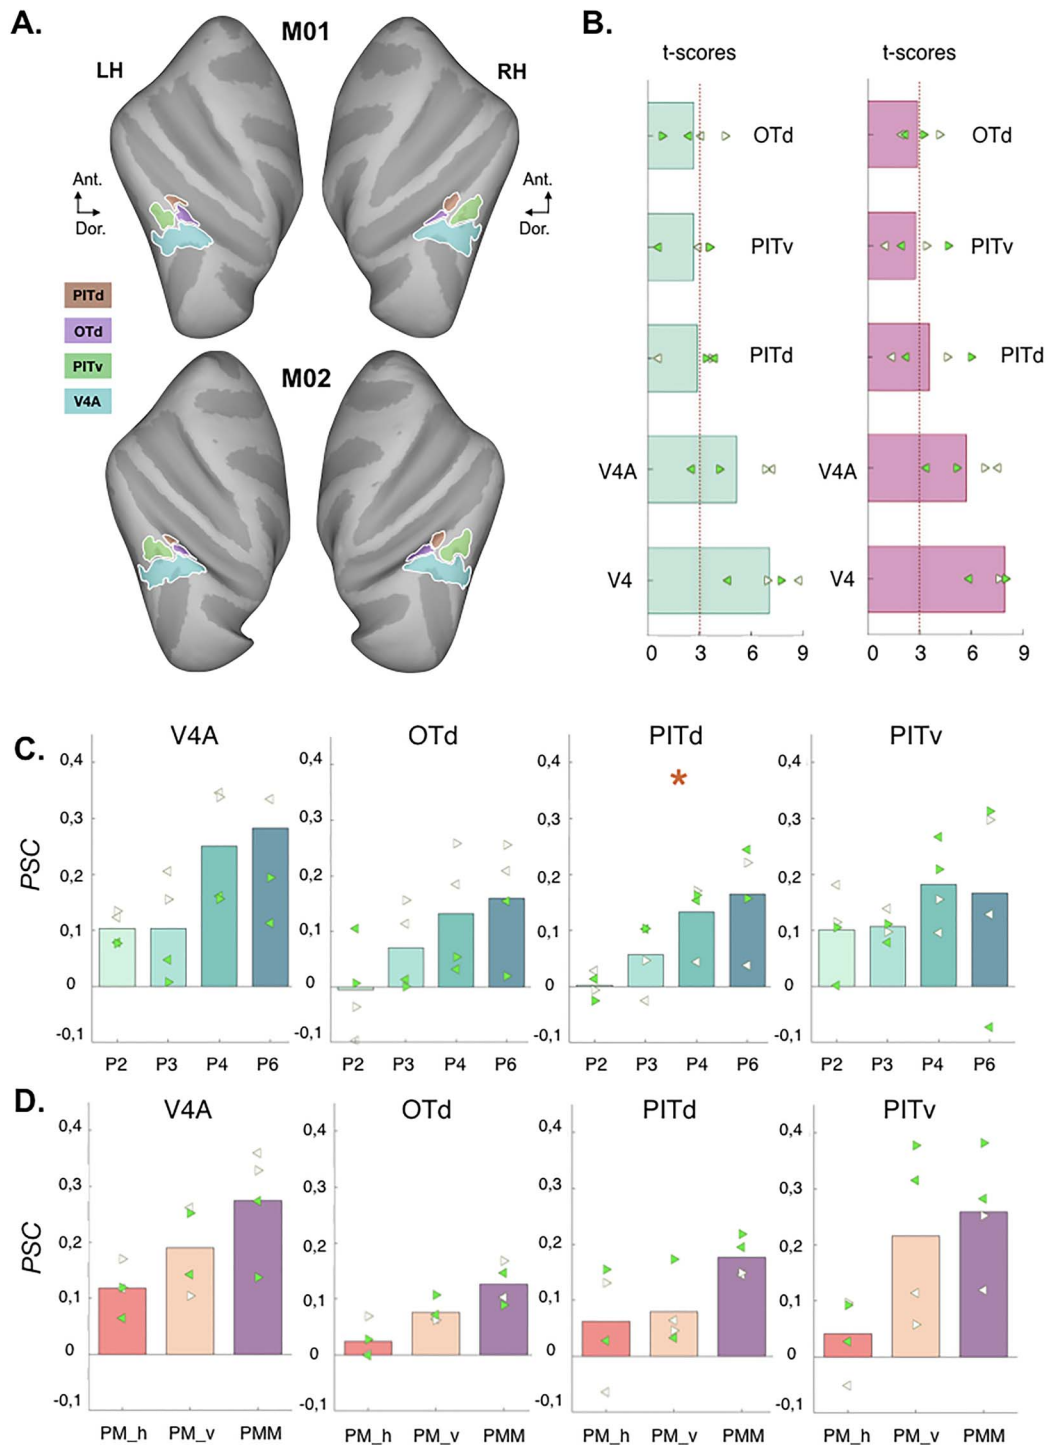 A.
M01
LH
RH
Ant.
Dor.
Ant.
Dor.
PITd
OTd
PITv
V4A
M02
B.
t-scores
t-scores
OTd
OTd
PITv
PITv
PITd
PITd
V4A
V4A
V4
V4
0 3 6 9
0 3 6 9
C.
V4A
OTd
PITd
PITv
PSC
0,4
0,3
0,2
0,1
0
-0,1
P2 P3 P4 P6
0,4
0,3
0,2
0,1
0
-0,1
P2 P3 P4 P6
*
0,4
0,3
0,2
0,1
0
-0,1
P2 P3 P4 P6
0,4
0,3
0,2
0,1
0
-0,1
P2 P3 P4 P6
D.
V4A
OTd
PITd
PITv
PSC
0,4
0,3
0,2
0,1
0
-0,1
PM_h PM_v PMM
0,4
0,3
0,2
0,1
0
-0,1
PM_h PM_v PMM
0,4
0,3
0,2
0,1
0
-0,1
PM_h PM_v PMM
0,4
0,3
0,2
0,1
0
-0,1
PM_h PM_v PMM